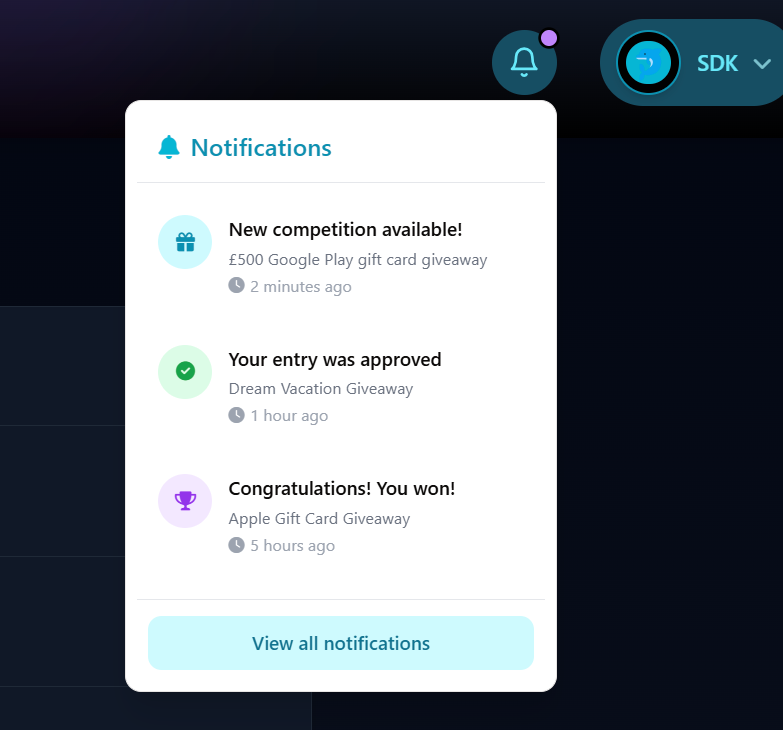 SDK
Notifications
New competition available!
£500 Google Play gift card giveaway
2 minutes ago
Your entry was approved
Dream Vacation Giveaway
1 hour ago
Congratulations! You won!
Apple Gift Card Giveaway
5 hours ago
View all notifications